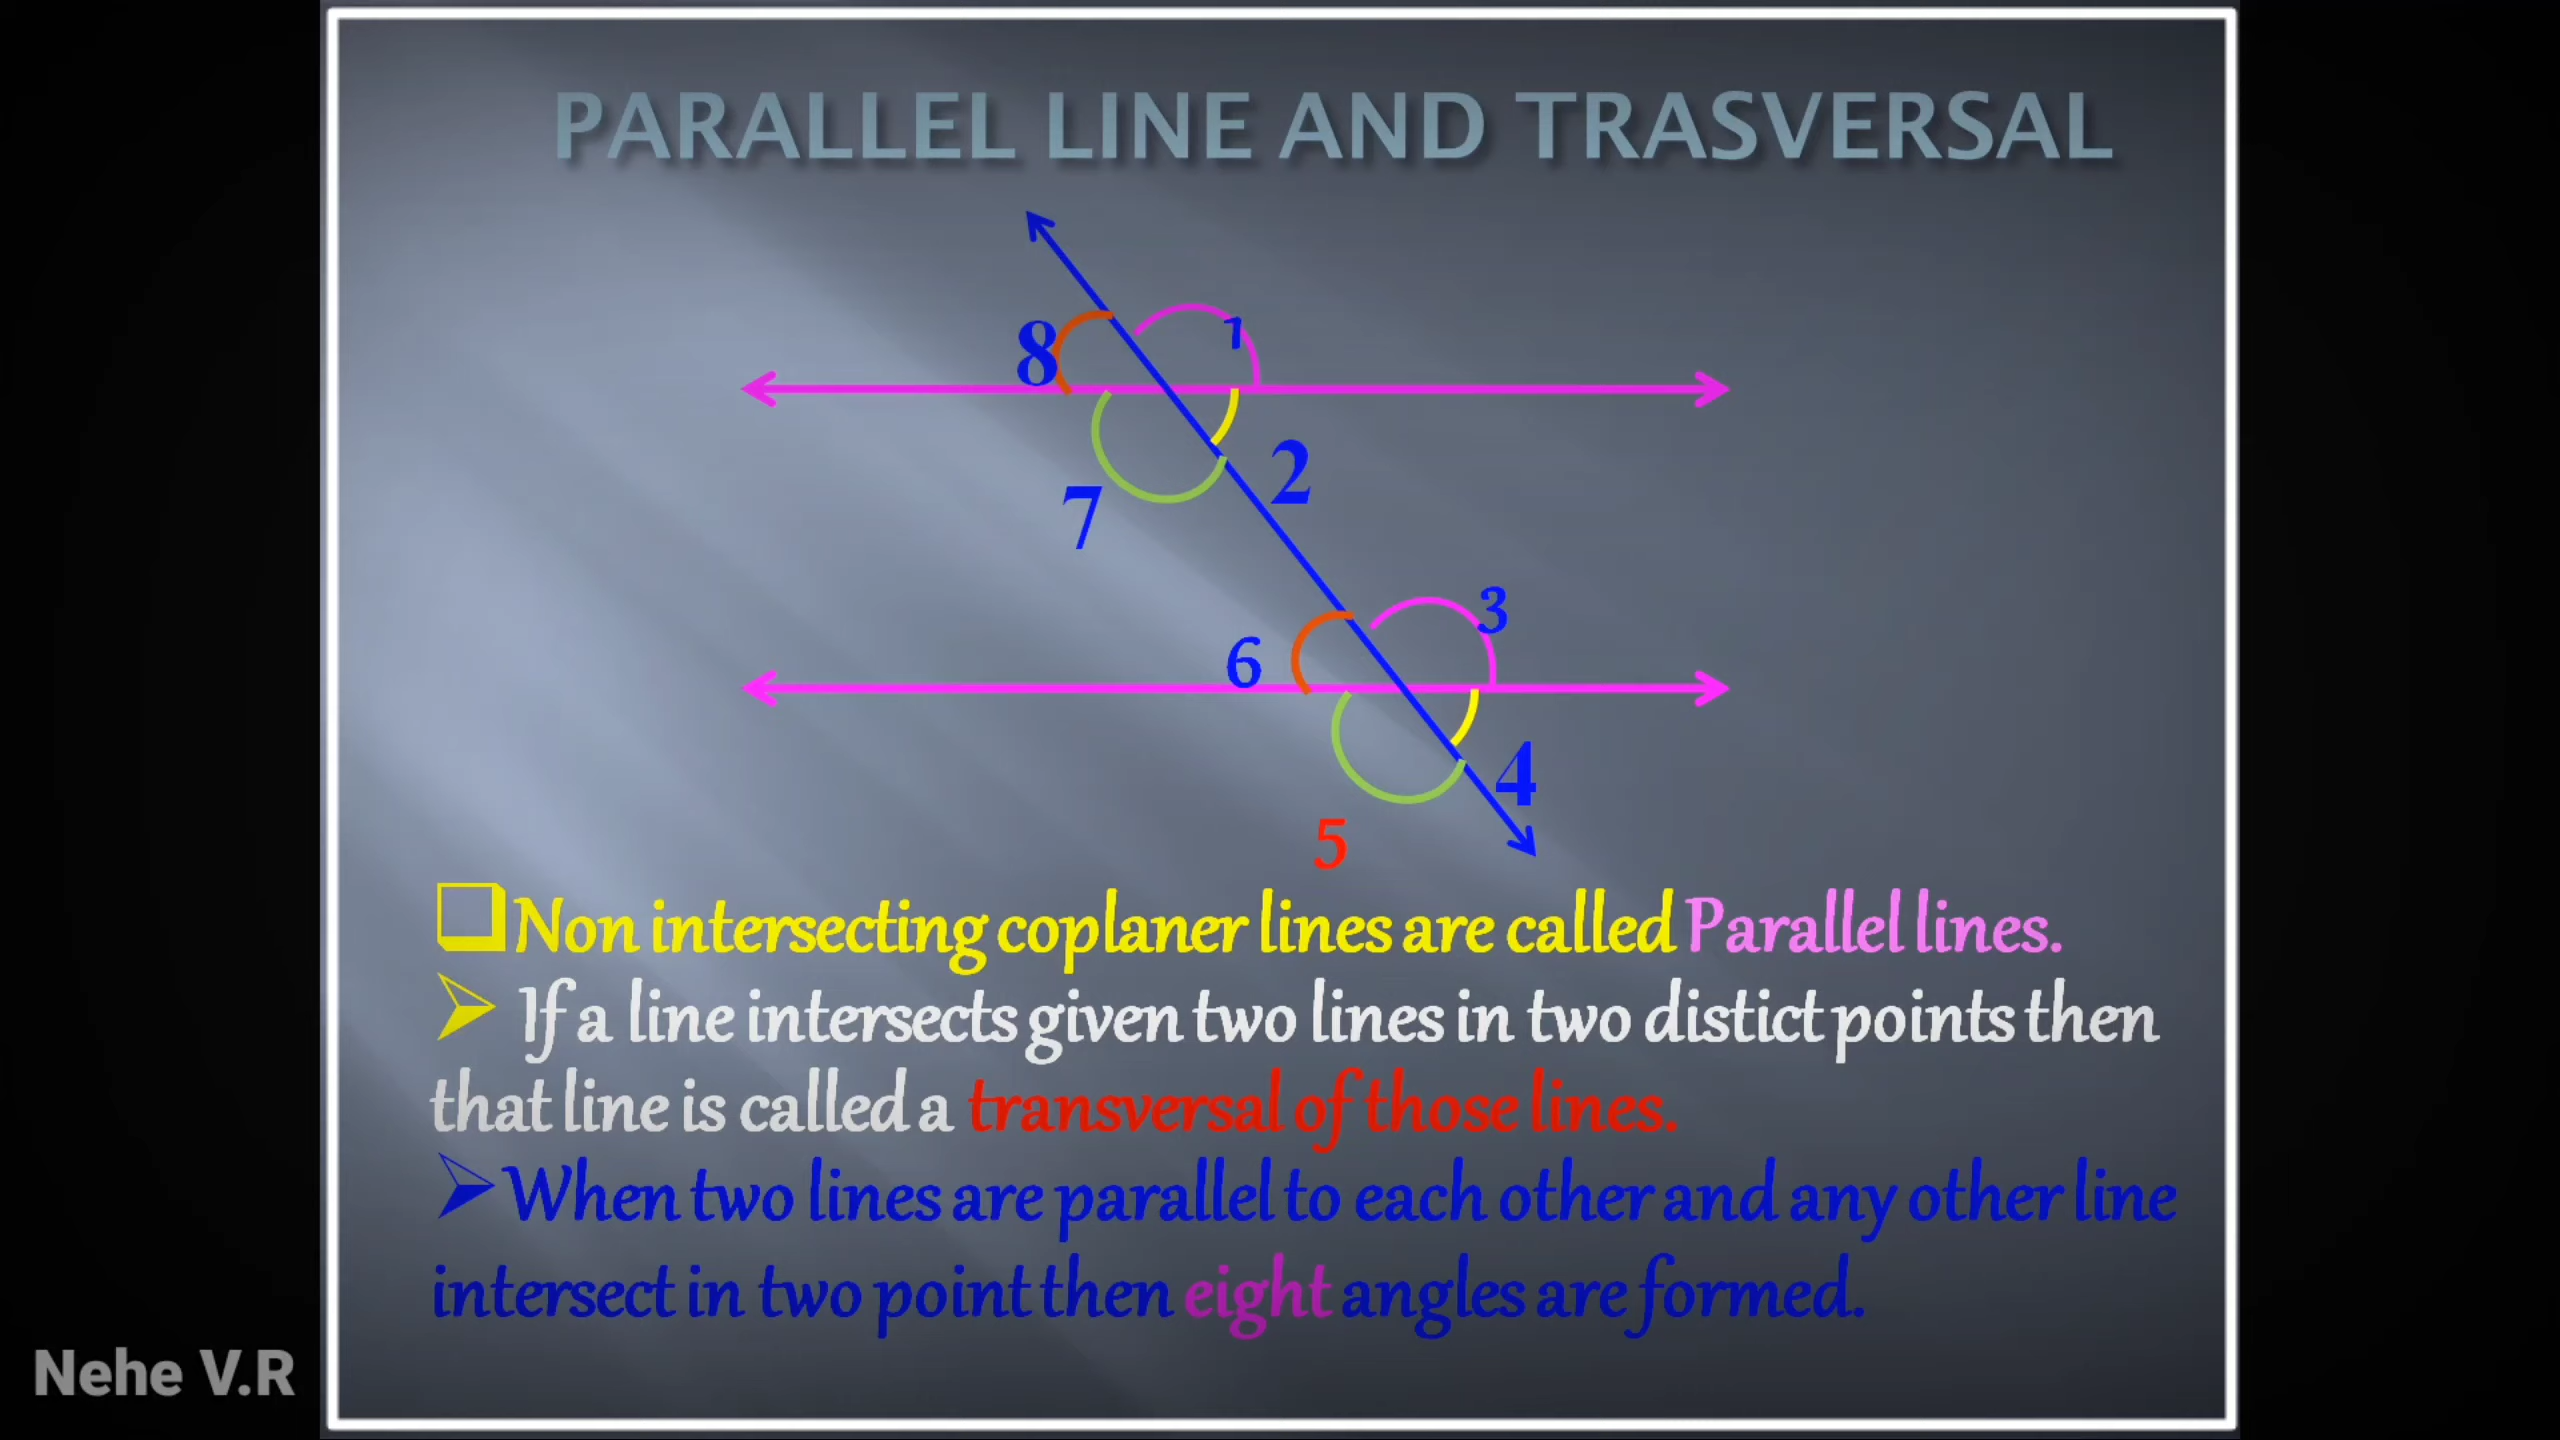 PARALLEL LINE AND TRASVERSAL
8
1
7
2
6
3
5
4
Non intersecting coplaner lines are called Parallel lines.
If a line intersects given two lines in two distict points then
that line is called a transversal of those lines.
When two lines are parallel to each other and any other line
intersect in two point then eight angles are formed.
Nehe V.R